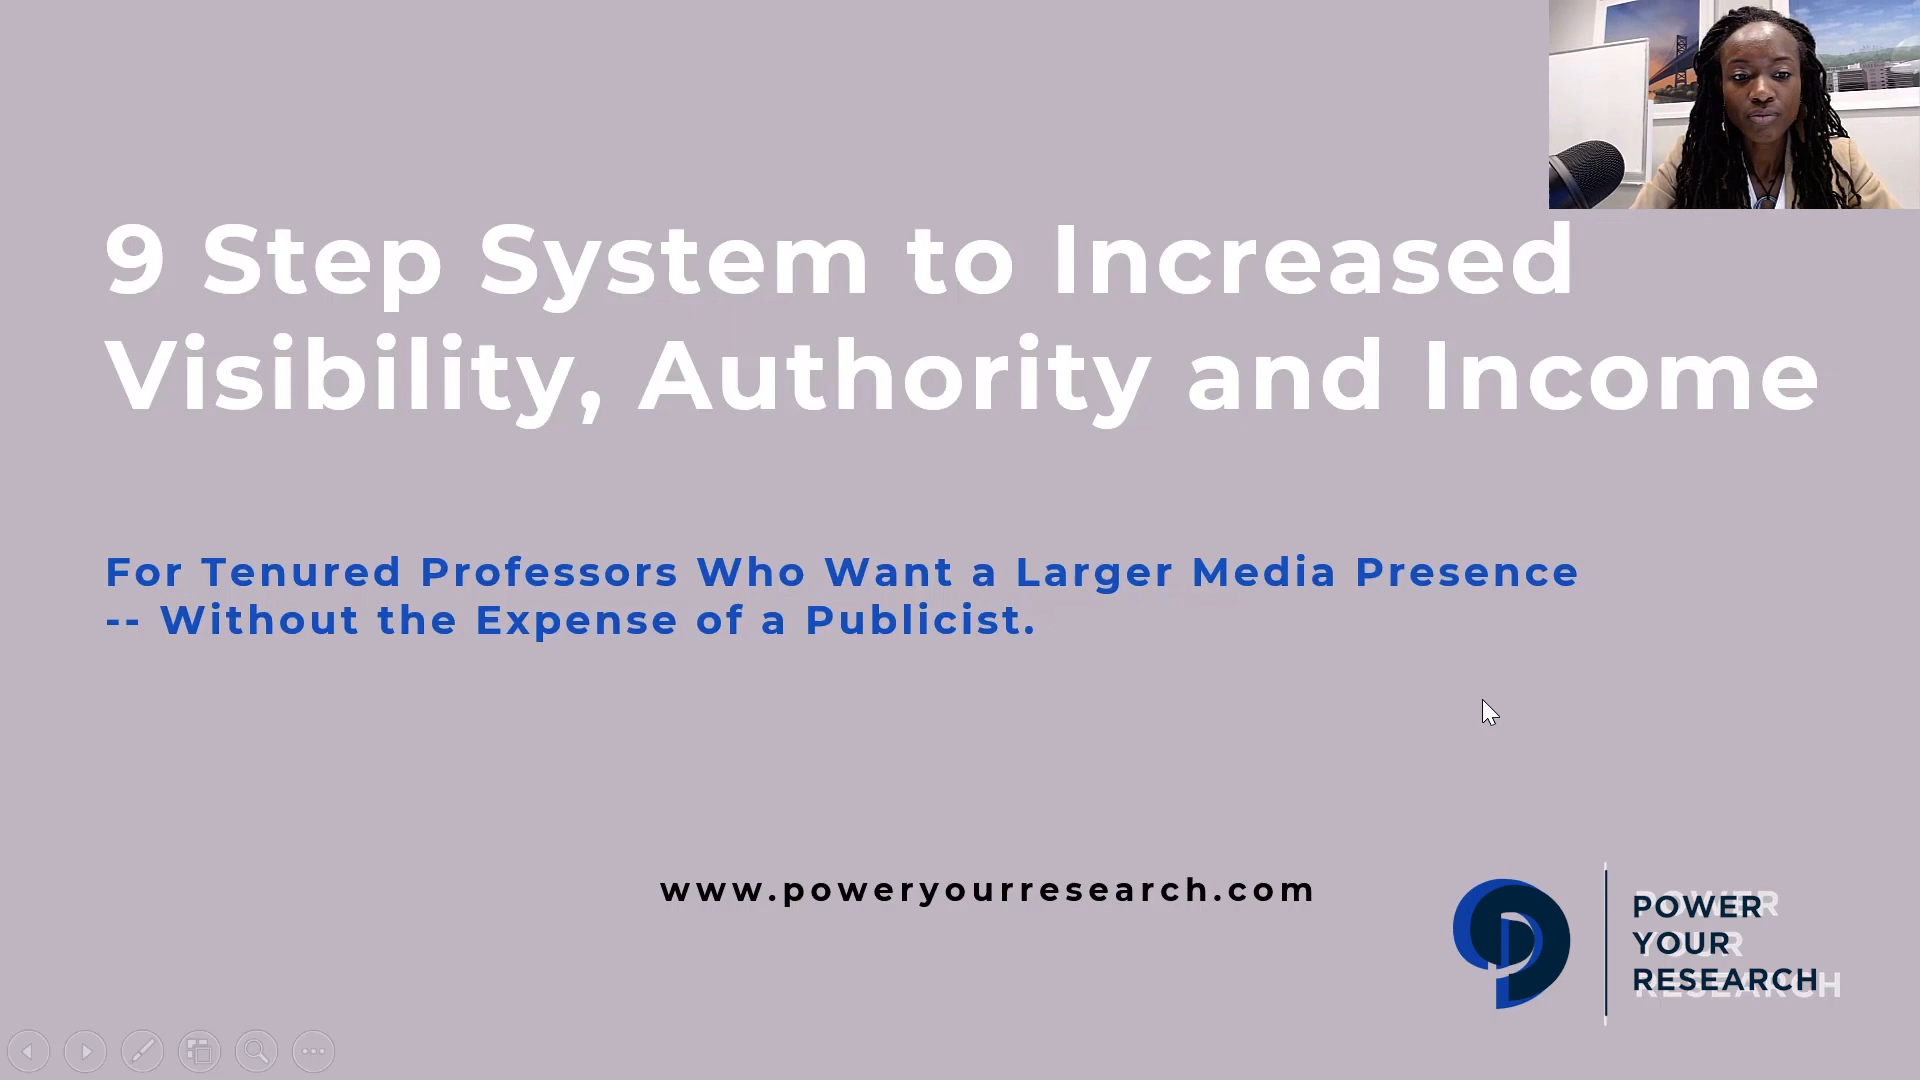 9 Step System to Increased
Visibility, Authority and Income
For Tenured Professors Who Want a Larger Media Presence
-- Without the Expense of a Publicist.
www.poweryourresearch.com
POWER
YOUR
RESEARCH